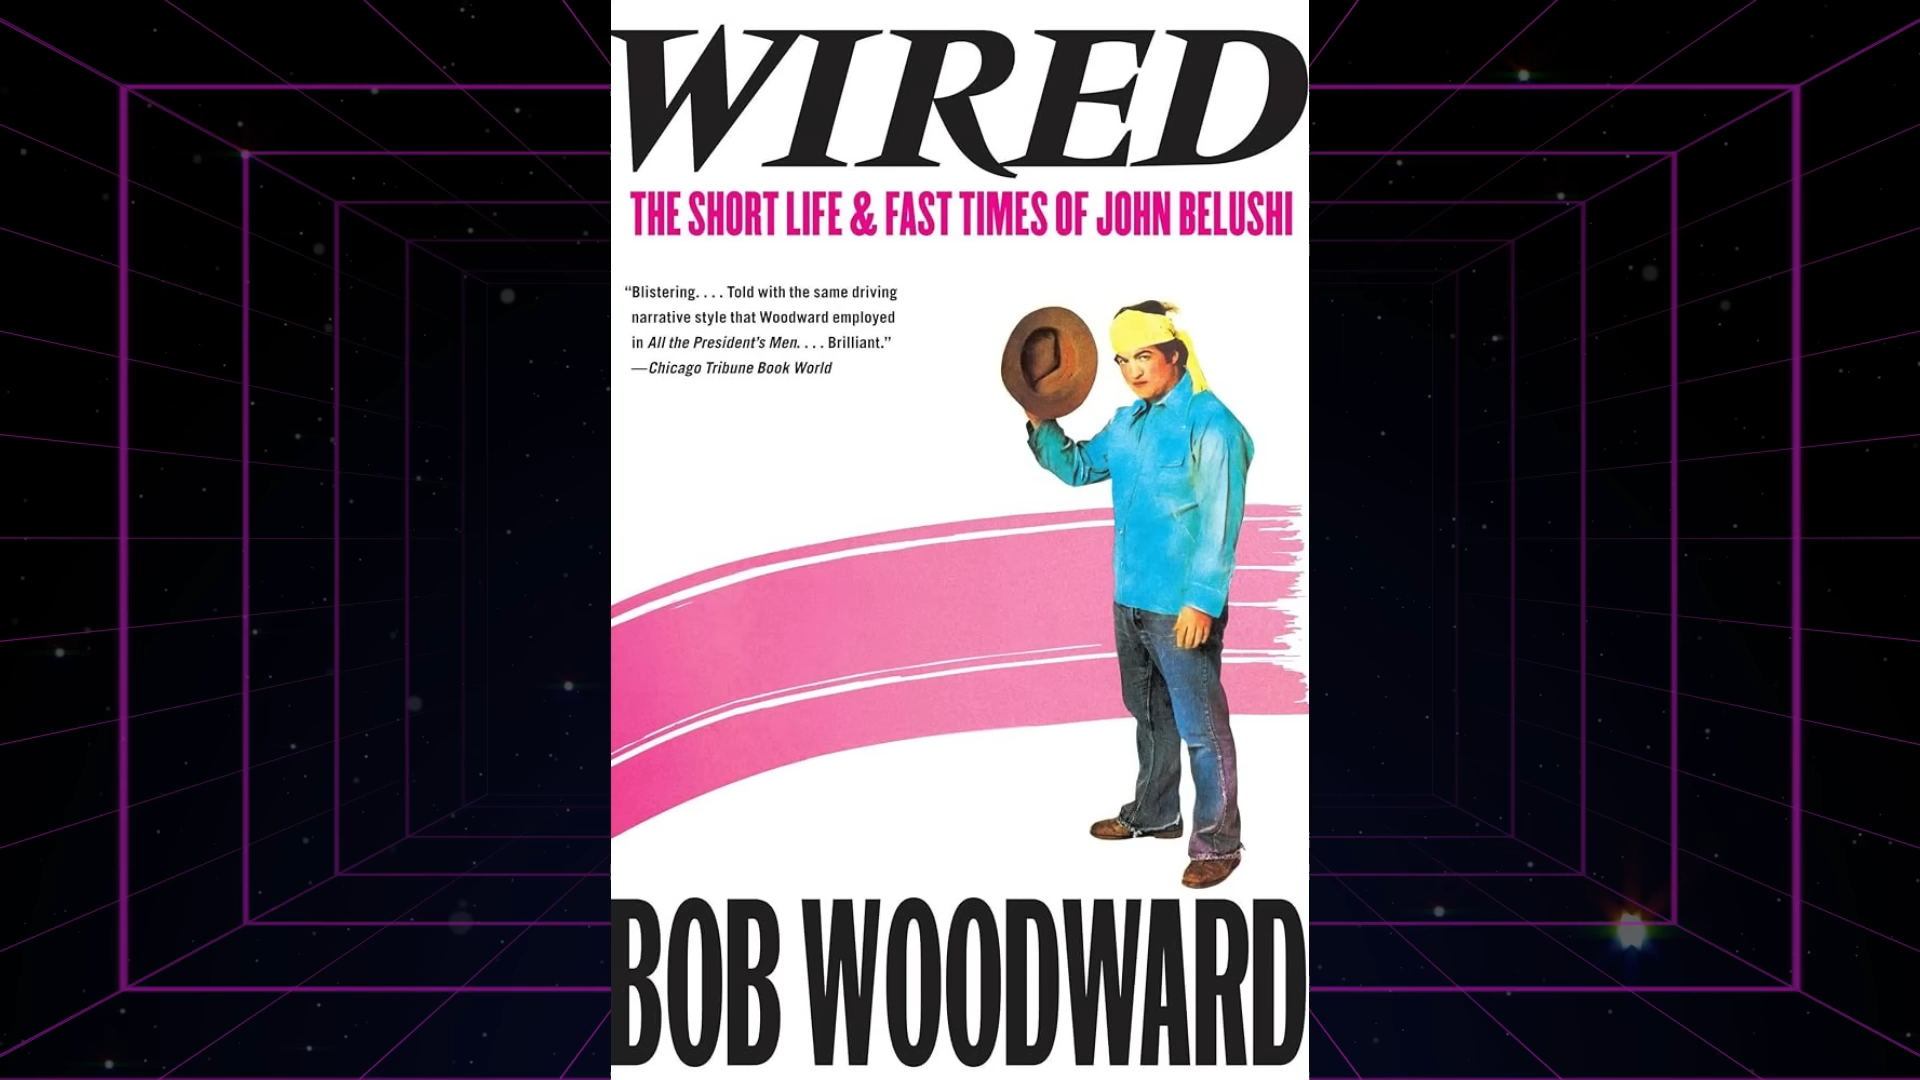 WIRED
THE SHORT LIFE & FAST TIMES OF JOHN BELUSHI
“Blistering. . . . Told with the same driving
narrative style that Woodward employed
in All the President’s Men. . . . Brilliant.”
—Chicago Tribune Book World
BOB WOODWARD